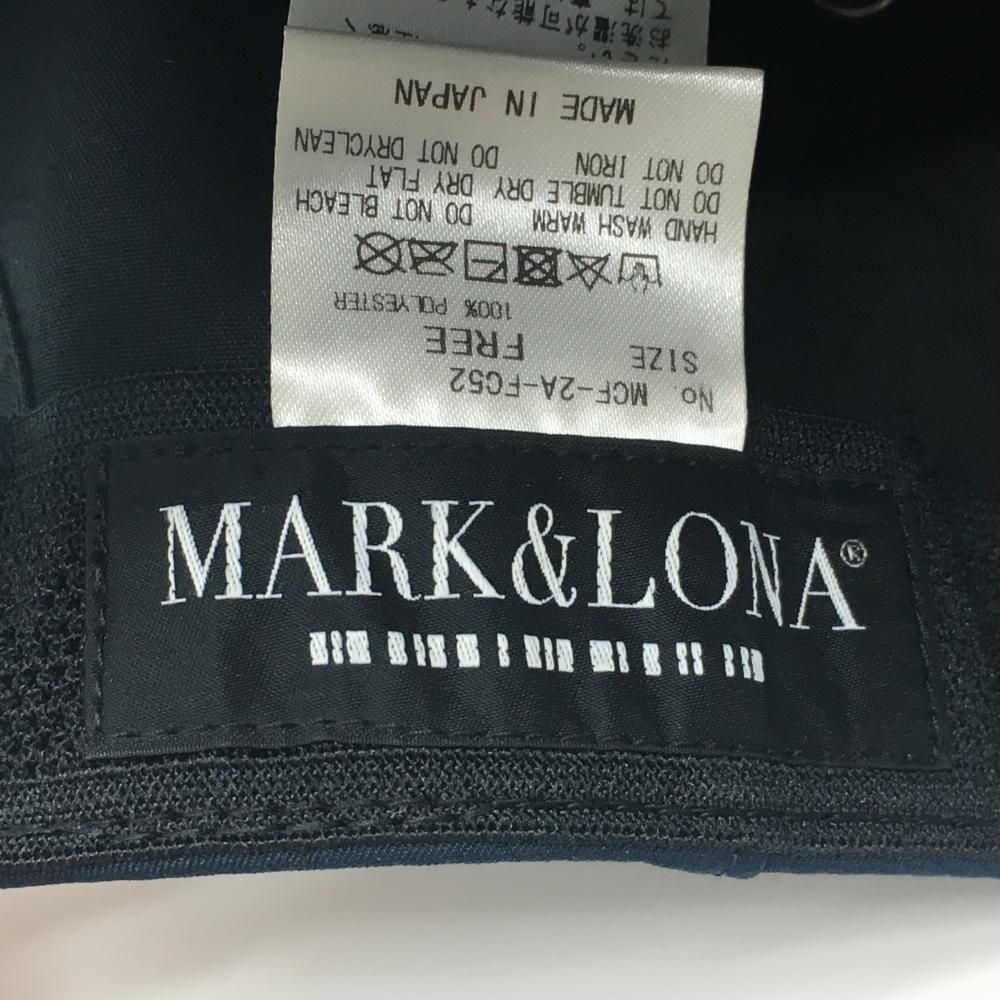 MARK&LONA®
No. MCF-2A-FC52
SIZE FREE
100% POLYESTER
HAND WASH WARM DO NOT BLEACH
DO NOT TUMBLE DRY DRY FLAT
DO NOT IRON DO NOT DRYCLEAN
MADE IN JAPAN